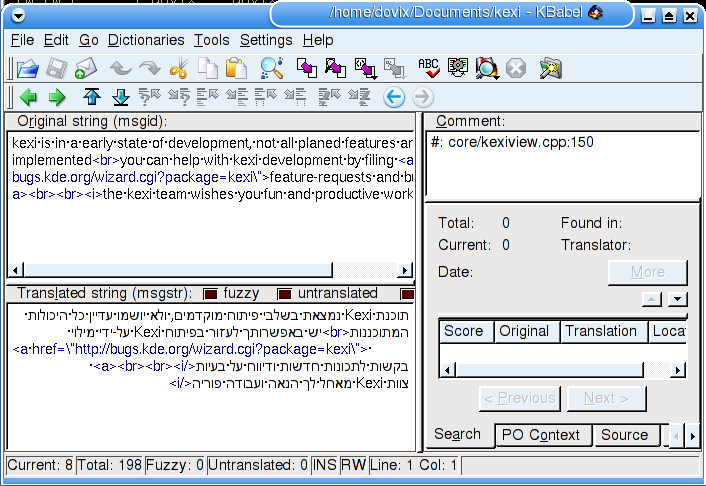 /home/dovix/Documents/kexi - KBabel
File Edit Go Dictionaries Tools Settings Help
ABC
Original string (msgid):
kexi·is·in·a·early·state·of·development,·not·all·planed·features·ar
implemented<br>you·can·help·with·kexi·development·by·filing·<a
bugs.kde.org/wizard.cgi?package=kexi\">feature-requests·and·bu
a><br><br><i>the·kexi·team·wishes·you·fun·and·productive·work
Translated string (msgstr): fuzzy untranslated
תוכנת·Kexi·נמצאת·בשלבי·פיתוח·מוקדמים,·ולא·יושמו·עדיין·כל·היכולות·
המתוכננות<br>יש·באפשרותך·לעזור·בפיתוח·Kexi·על-ידי·מילוי·
<a·href=\"http://bugs.kde.org/wizard.cgi?package=kexi\">·
בקשות·לתכונות·חדשות·ודיווח·על·בעיות</a><br><br><i>·
צוות·Kexi·מאחל·לך·הנאה·ועבודה·פוריה</i>
Comment:
#: core/kexiview.cpp:150
Total: 0 Found in:
Current: 0 Translator:
Date: More
Score Original Translation Loca
< Previous Next >
Search PO Context Source
Current: 8 Total: 198 Fuzzy: 0 Untranslated: 0 INS RW Line: 1 Col: 1